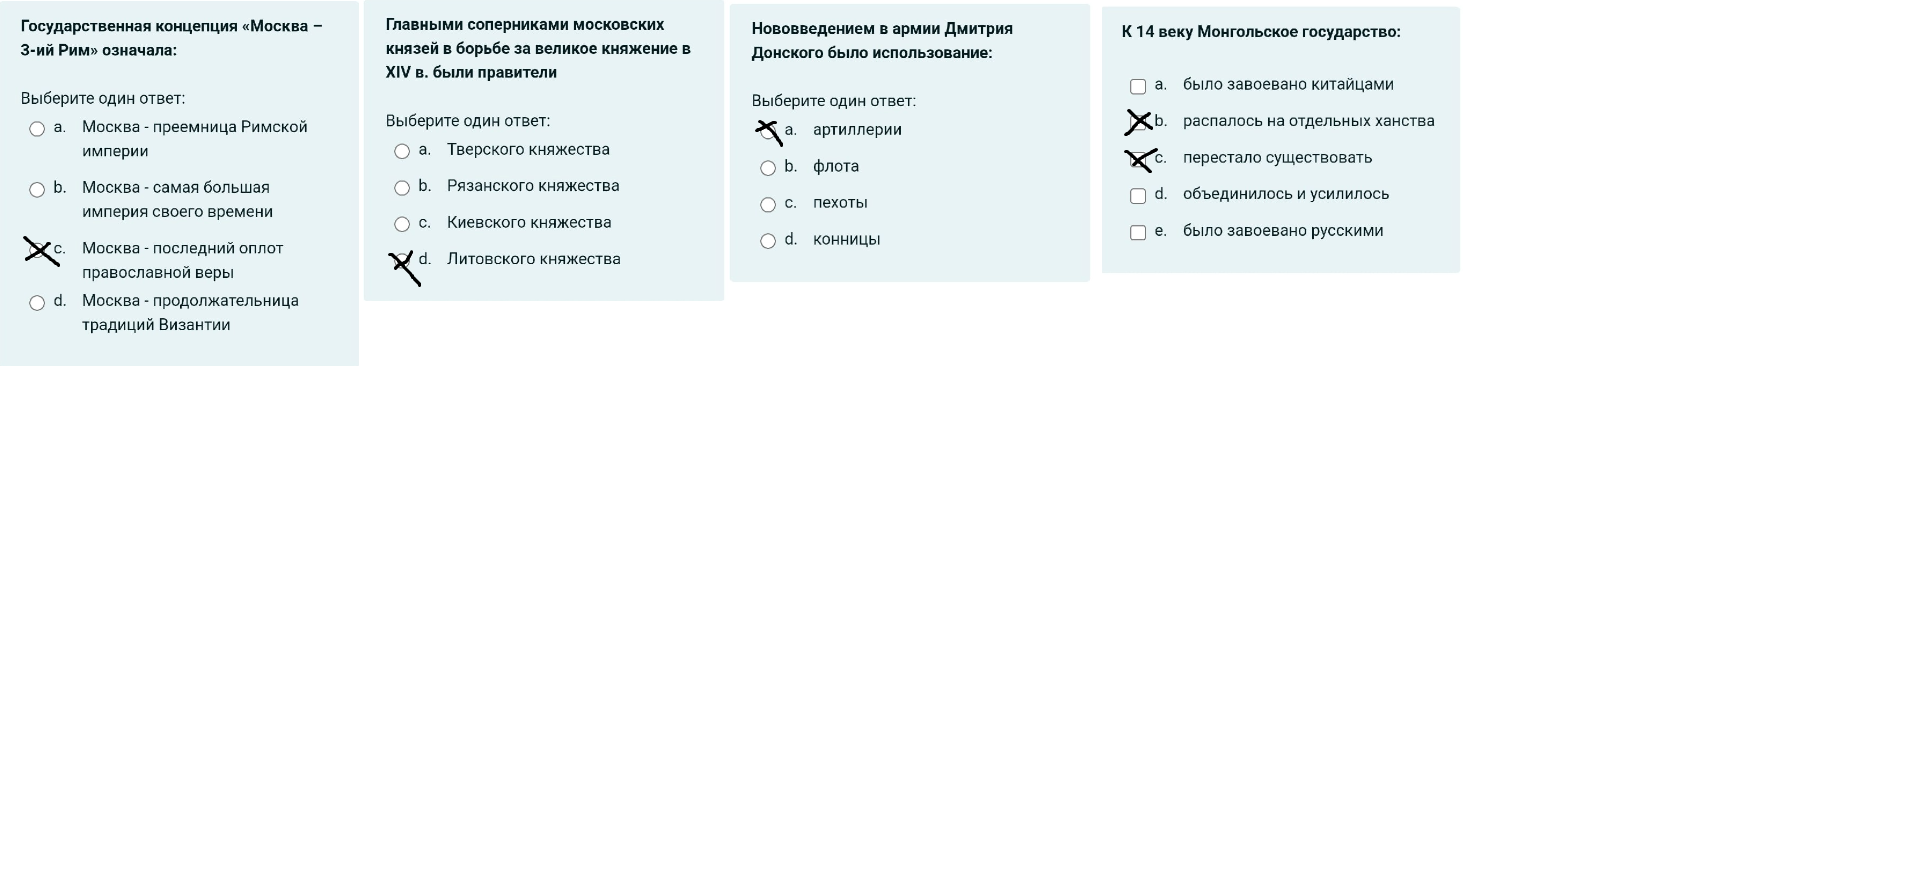 Государственная концепция «Москва –
3-ий Рим» означала:
Выберите один ответ:
a. Москва - преемница Римской
империи
b. Москва - самая большая
империя своего времени
c. Москва - последний оплот
православной веры
d. Москва - продолжательница
традиций Византии
Главными соперниками московских
князей в борьбе за великое княжение в
XIV в. были правители
Выберите один ответ:
a. Тверского княжества
b. Рязанского княжества
c. Киевского княжества
d. Литовского княжества
Нововведением в армии Дмитрия
Донского было использование:
Выберите один ответ:
a. артиллерии
b. флота
c. пехоты
d. конницы
К 14 веку Монгольское государство:
a. было завоевано китайцами
b. распалось на отдельных ханства
c. перестало существовать
d. объединилось и усилилось
e. было завоевано русскими